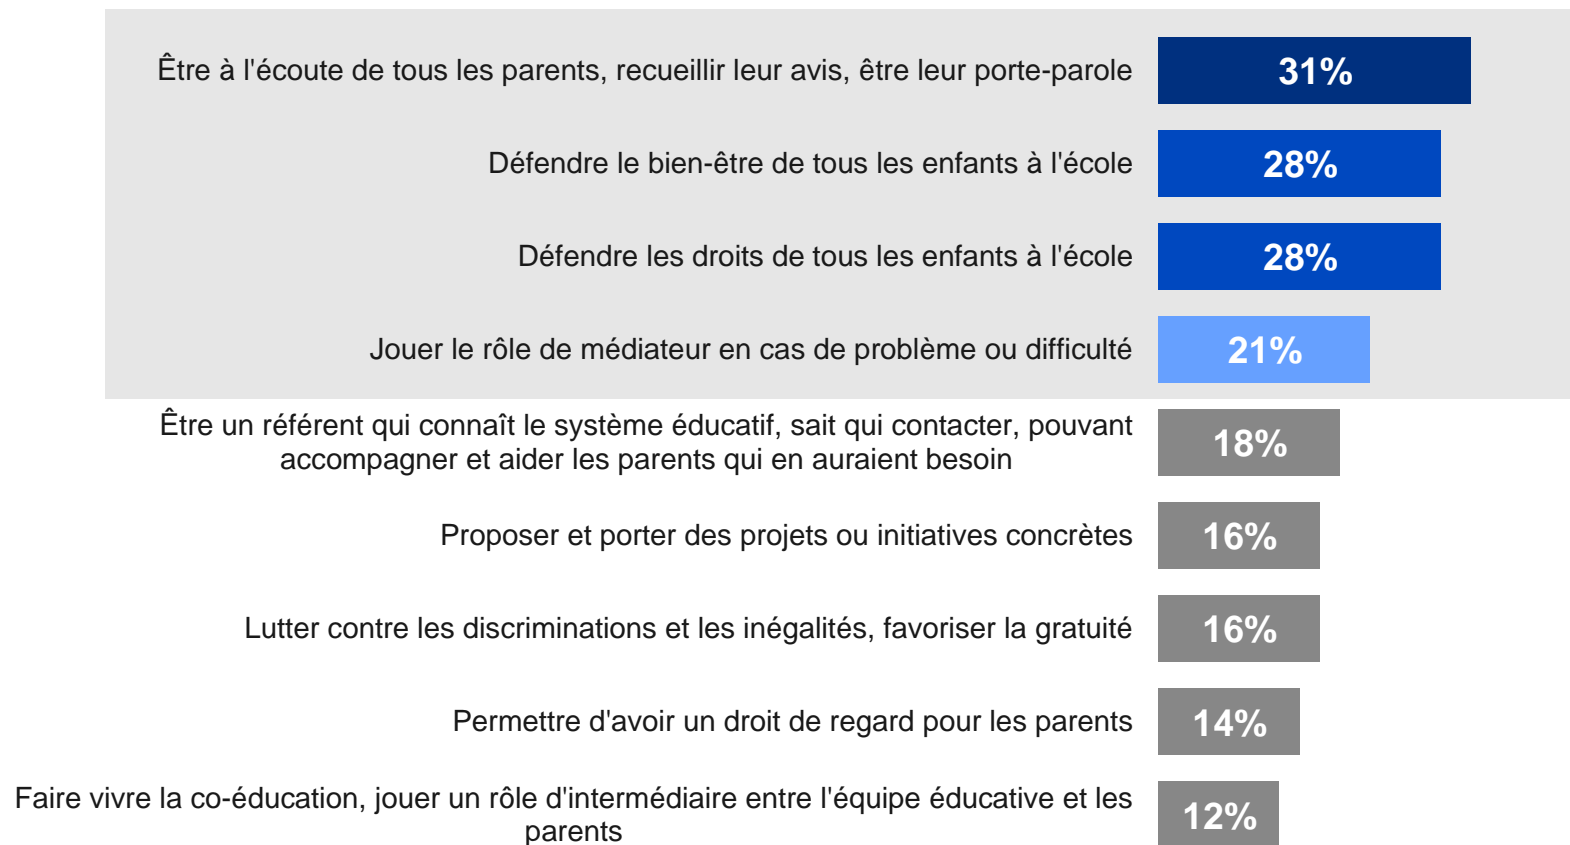 Être à l'écoute de tous les parents, recueillir leur avis, être leur porte-parole
31%
Défendre le bien-être de tous les enfants à l'école
28%
Défendre les droits de tous les enfants à l'école
28%
Jouer le rôle de médiateur en cas de problème ou difficulté
21%
Être un référent qui connaît le système éducatif, sait qui contacter, pouvant
accompagner et aider les parents qui en auraient besoin
18%
Proposer et porter des projets ou initiatives concrètes
16%
Lutter contre les discriminations et les inégalités, favoriser la gratuité
16%
Permettre d'avoir un droit de regard pour les parents
14%
Faire vivre la co-éducation, jouer un rôle d'intermédiaire entre l'équipe éducative et les
parents
12%